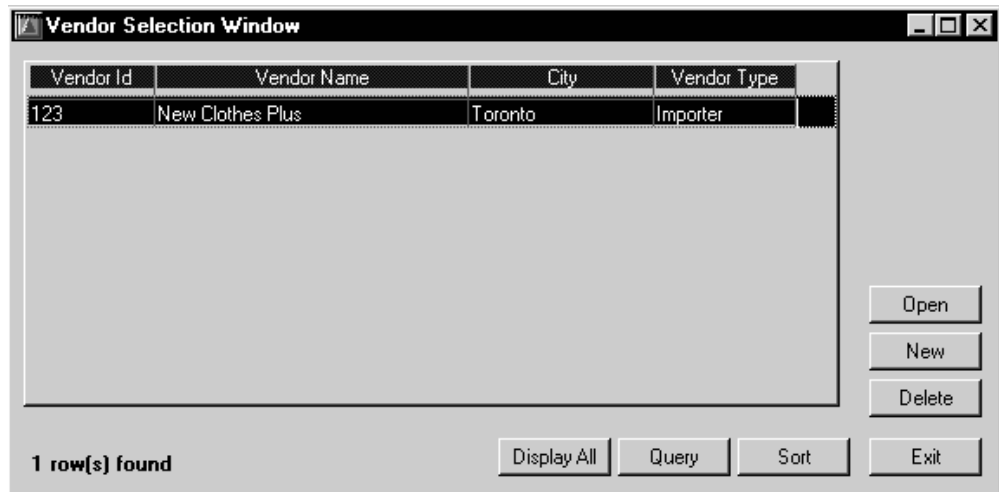 Vendor Selection Window
Vendor Id Vendor Name City Vendor Type
123 New Clothes Plus Toronto Importer
Open
New
Delete
1 row(s) found Display All Query Sort Exit